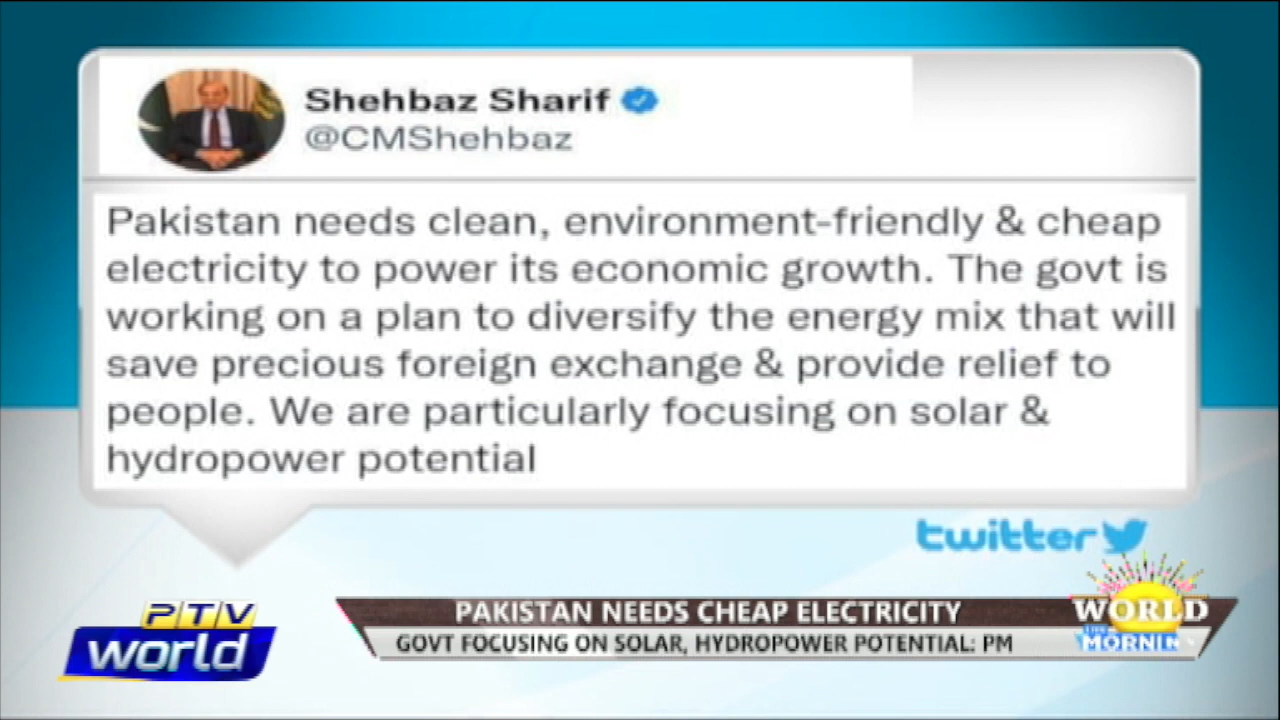 Shehbaz Sharif
@CMShehbaz
Pakistan needs clean, environment-friendly & cheap
electricity to power its economic growth. The govt is
working on a plan to diversify the energy mix that will
save precious foreign exchange & provide relief to
people. We are particularly focusing on solar &
hydropower potential
twitter
PTV
world
PAKISTAN NEEDS CHEAP ELECTRICITY
GOVT FOCUSING ON SOLAR, HYDROPOWER POTENTIAL: PM
WORLD